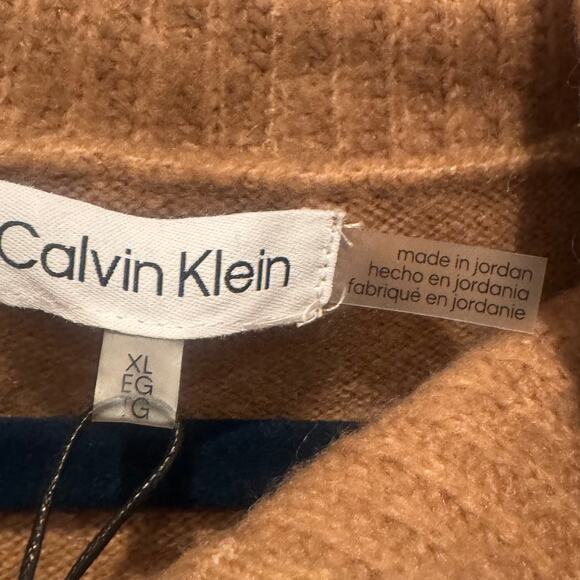 Calvin Klein
made in jordan
hecho en jordania
fabriqué en jordanie
XL
EG
G